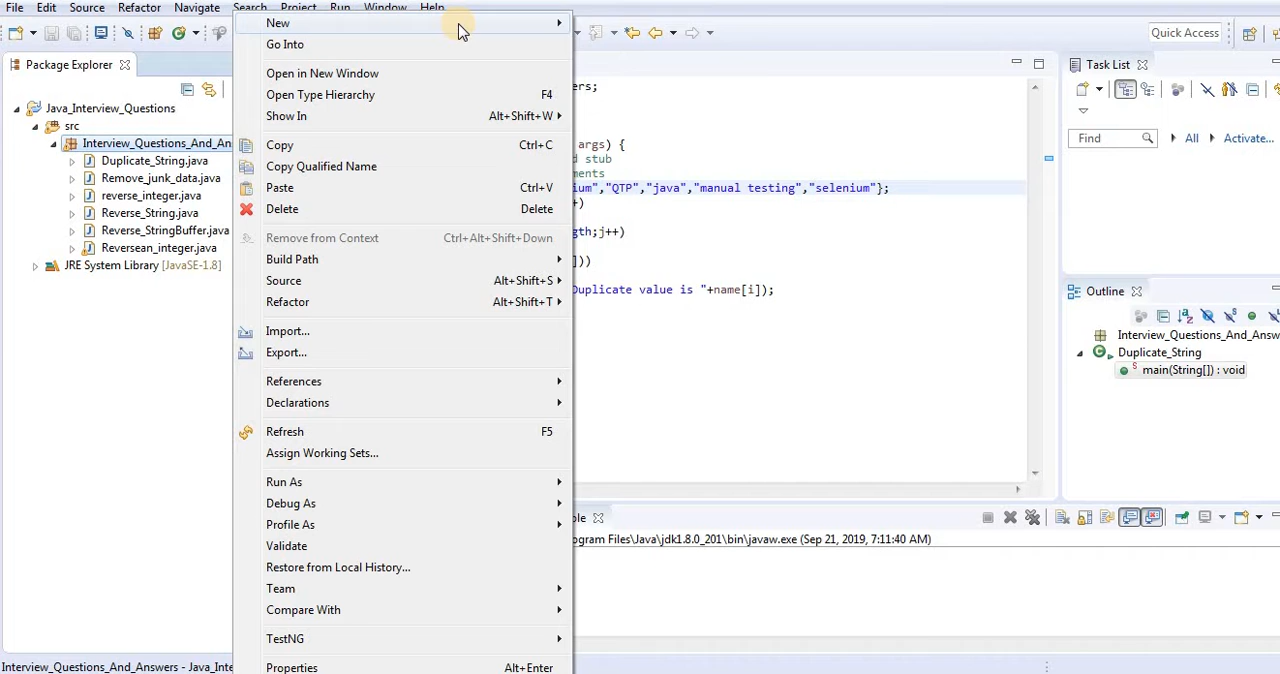 File Edit Source Refactor Navigate Search Project Run Window Help
Quick Access
Package Explorer
Java_Interview_Questions
src
Interview_Questions_And_An
Duplicate_String.java
Remove_junk_data.java
reverse_integer.java
Reverse_String.java
Reverse_StringBuffer.java
Reversean_integer.java
JRE System Library [JavaSE-1.8]
New
Go Into
Open in New Window
Open Type Hierarchy F4
Show In Alt+Shift+W
Copy Ctrl+C
Copy Qualified Name
Paste Ctrl+V
Delete Delete
Remove from Context Ctrl+Alt+Shift+Down
Build Path
Source Alt+Shift+S
Refactor Alt+Shift+T
Import...
Export...
References
Declarations
Refresh F5
Assign Working Sets...
Run As
Debug As
Profile As
Validate
Restore from Local History...
Team
Compare With
TestNG
Properties Alt+Enter
ers;
args) {
d stub
ements
ium","QTP","java","manual testing","selenium"};
+)
gth;j++)
]))
Duplicate value is "+name[i]);
Task List
Find All Activate...
Outline
Interview_Questions_And_Answ
Duplicate_String
main(String[]) : void
ole
ogram Files\Java\jdk1.8.0_201\bin\javaw.exe (Sep 21, 2019, 7:11:40 AM)
Interview_Questions_And_Answers - Java_Inte